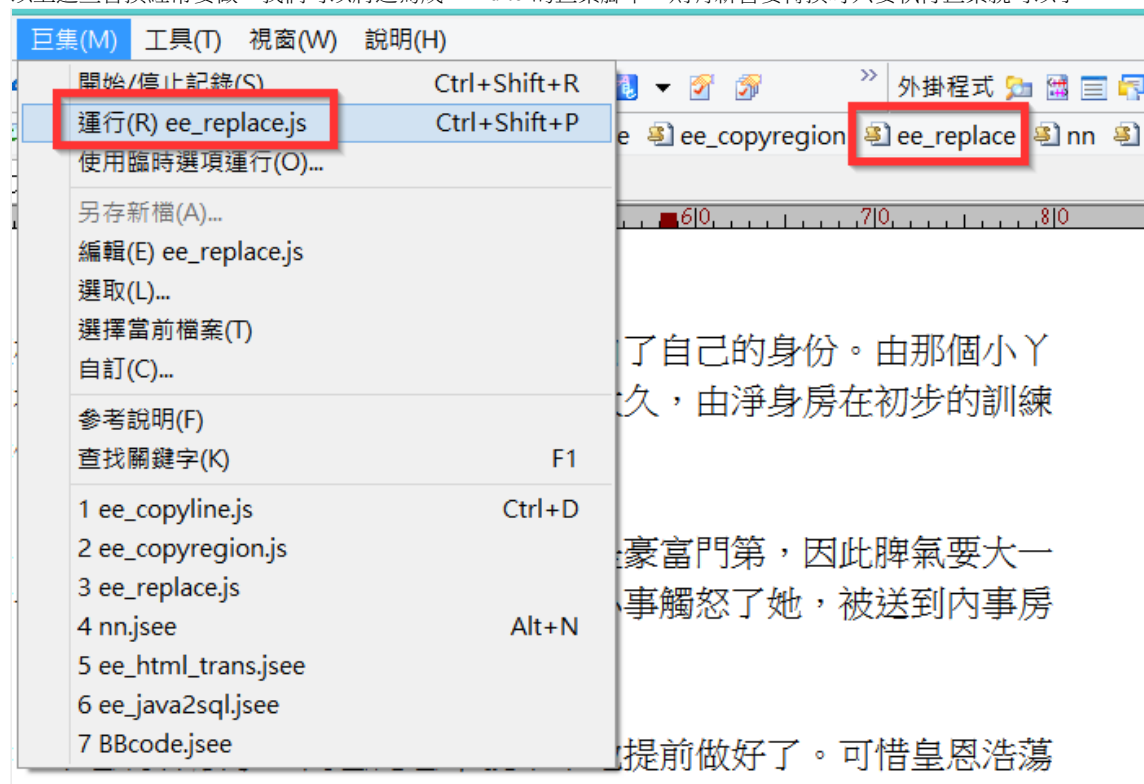 巨集(M) 工具(T) 視窗(W) 說明(H)
開始/停止記錄(S) Ctrl+Shift+R
外掛程式
運行(R) ee_replace.js Ctrl+Shift+P
e ee_copyregion ee_replace nn
使用臨時選項運行(O)...
另存新檔(A)...
6|0 7|0 8|0
編輯(E) ee_replace.js
選取(L)...
選擇當前檔案(T)
了自己的身份。由那個小丫
自訂(C)...
久,由淨身房在初步的訓練
參考說明(F)
查找關鍵字(K) F1
1 ee_copyline.js Ctrl+D
2 ee_copyregion.js
豪富門第,因此脾氣要大一
3 ee_replace.js
事觸怒了她,被送到內事房
4 nn.jsee Alt+N
5 ee_html_trans.jsee
6 ee_java2sql.jsee
7 BBcode.jsee
提前做好了。可惜皇恩浩蕩